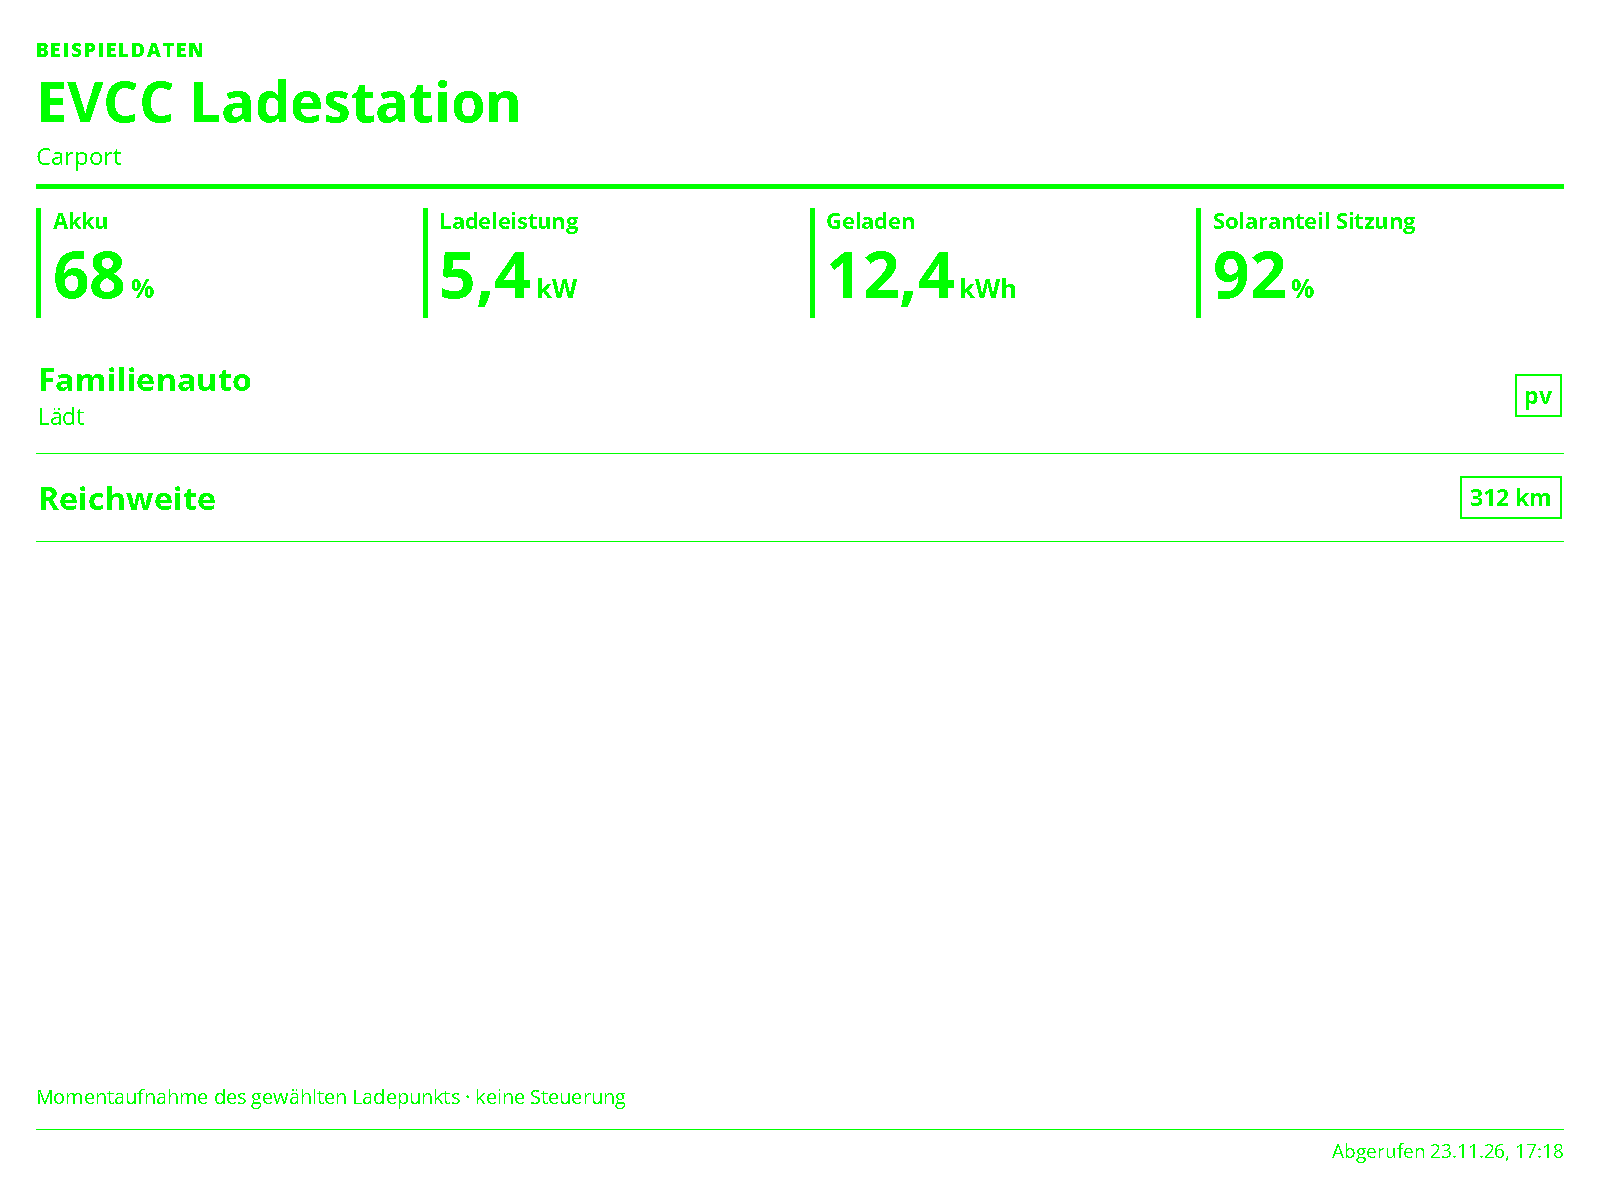 BEISPIELDATEN
EVCC Ladestation
Carport
Akku
68 %
Ladeleistung
5,4 kW
Geladen
12,4 kWh
Solaranteil Sitzung
92 %
Familienauto
Lädt
pv
Reichweite
312 km
Momentaufnahme des gewählten Ladepunkts · keine Steuerung
Abgerufen 23.11.26, 17:18